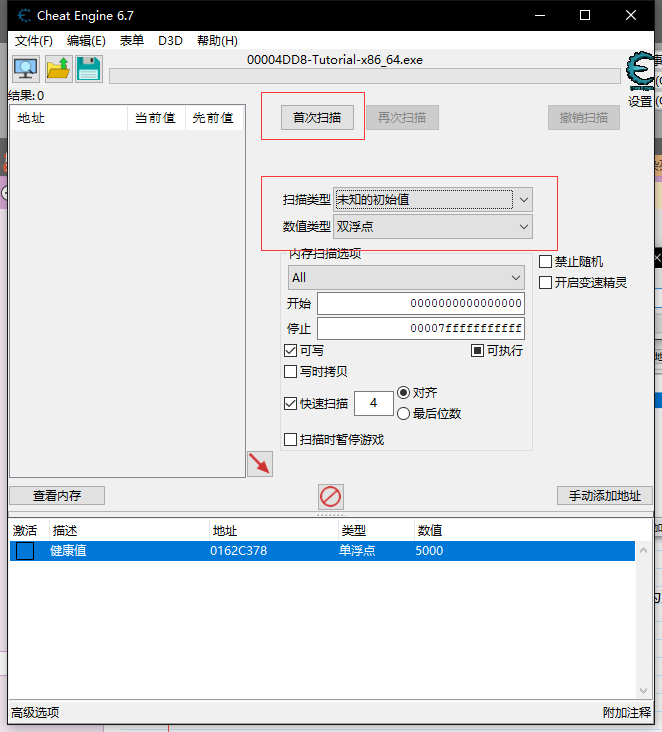 Cheat Engine 6.7
文件(F) 编辑(E) 表单 D3D 帮助(H)
00004DD8-Tutorial-x86_64.exe
结果:0
设置
地址 当前值 先前值
首次扫描 再次扫描 撤销扫描
扫描类型 未知的初始值
数值类型 双浮点
内存扫描选项
All
禁止随机
开启变速精灵
开始 0000000000000000
停止 00007fffffffffff
可写 可执行
写时拷贝
快速扫描 4 对齐
最后位数
扫描时暂停游戏
查看内存 手动添加地址
激活 描述 地址 类型 数值
健康值 0162C378 单浮点 5000
高级选项 附加注释